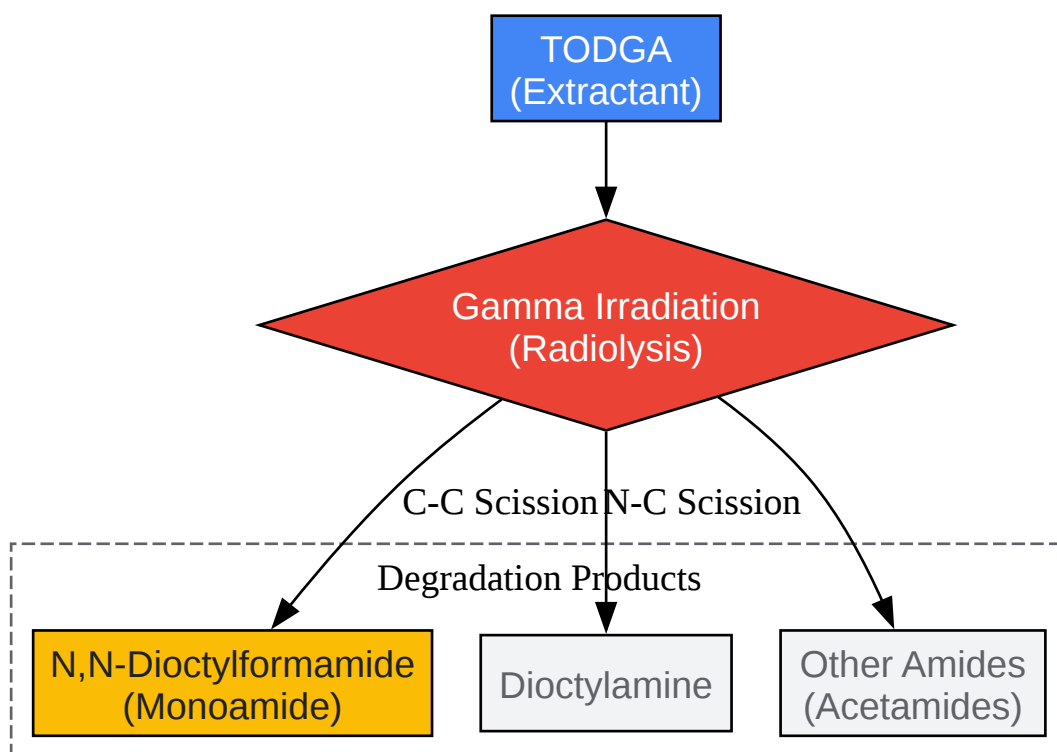 TODGA
(Extractant)
Gamma Irradiation
(Radiolysis)
C-C Scission
N-C Scission
Degradation Products
N,N-Dioctylformamide
(Monoamide)
Dioctylamine
Other Amides
(Acetamides)